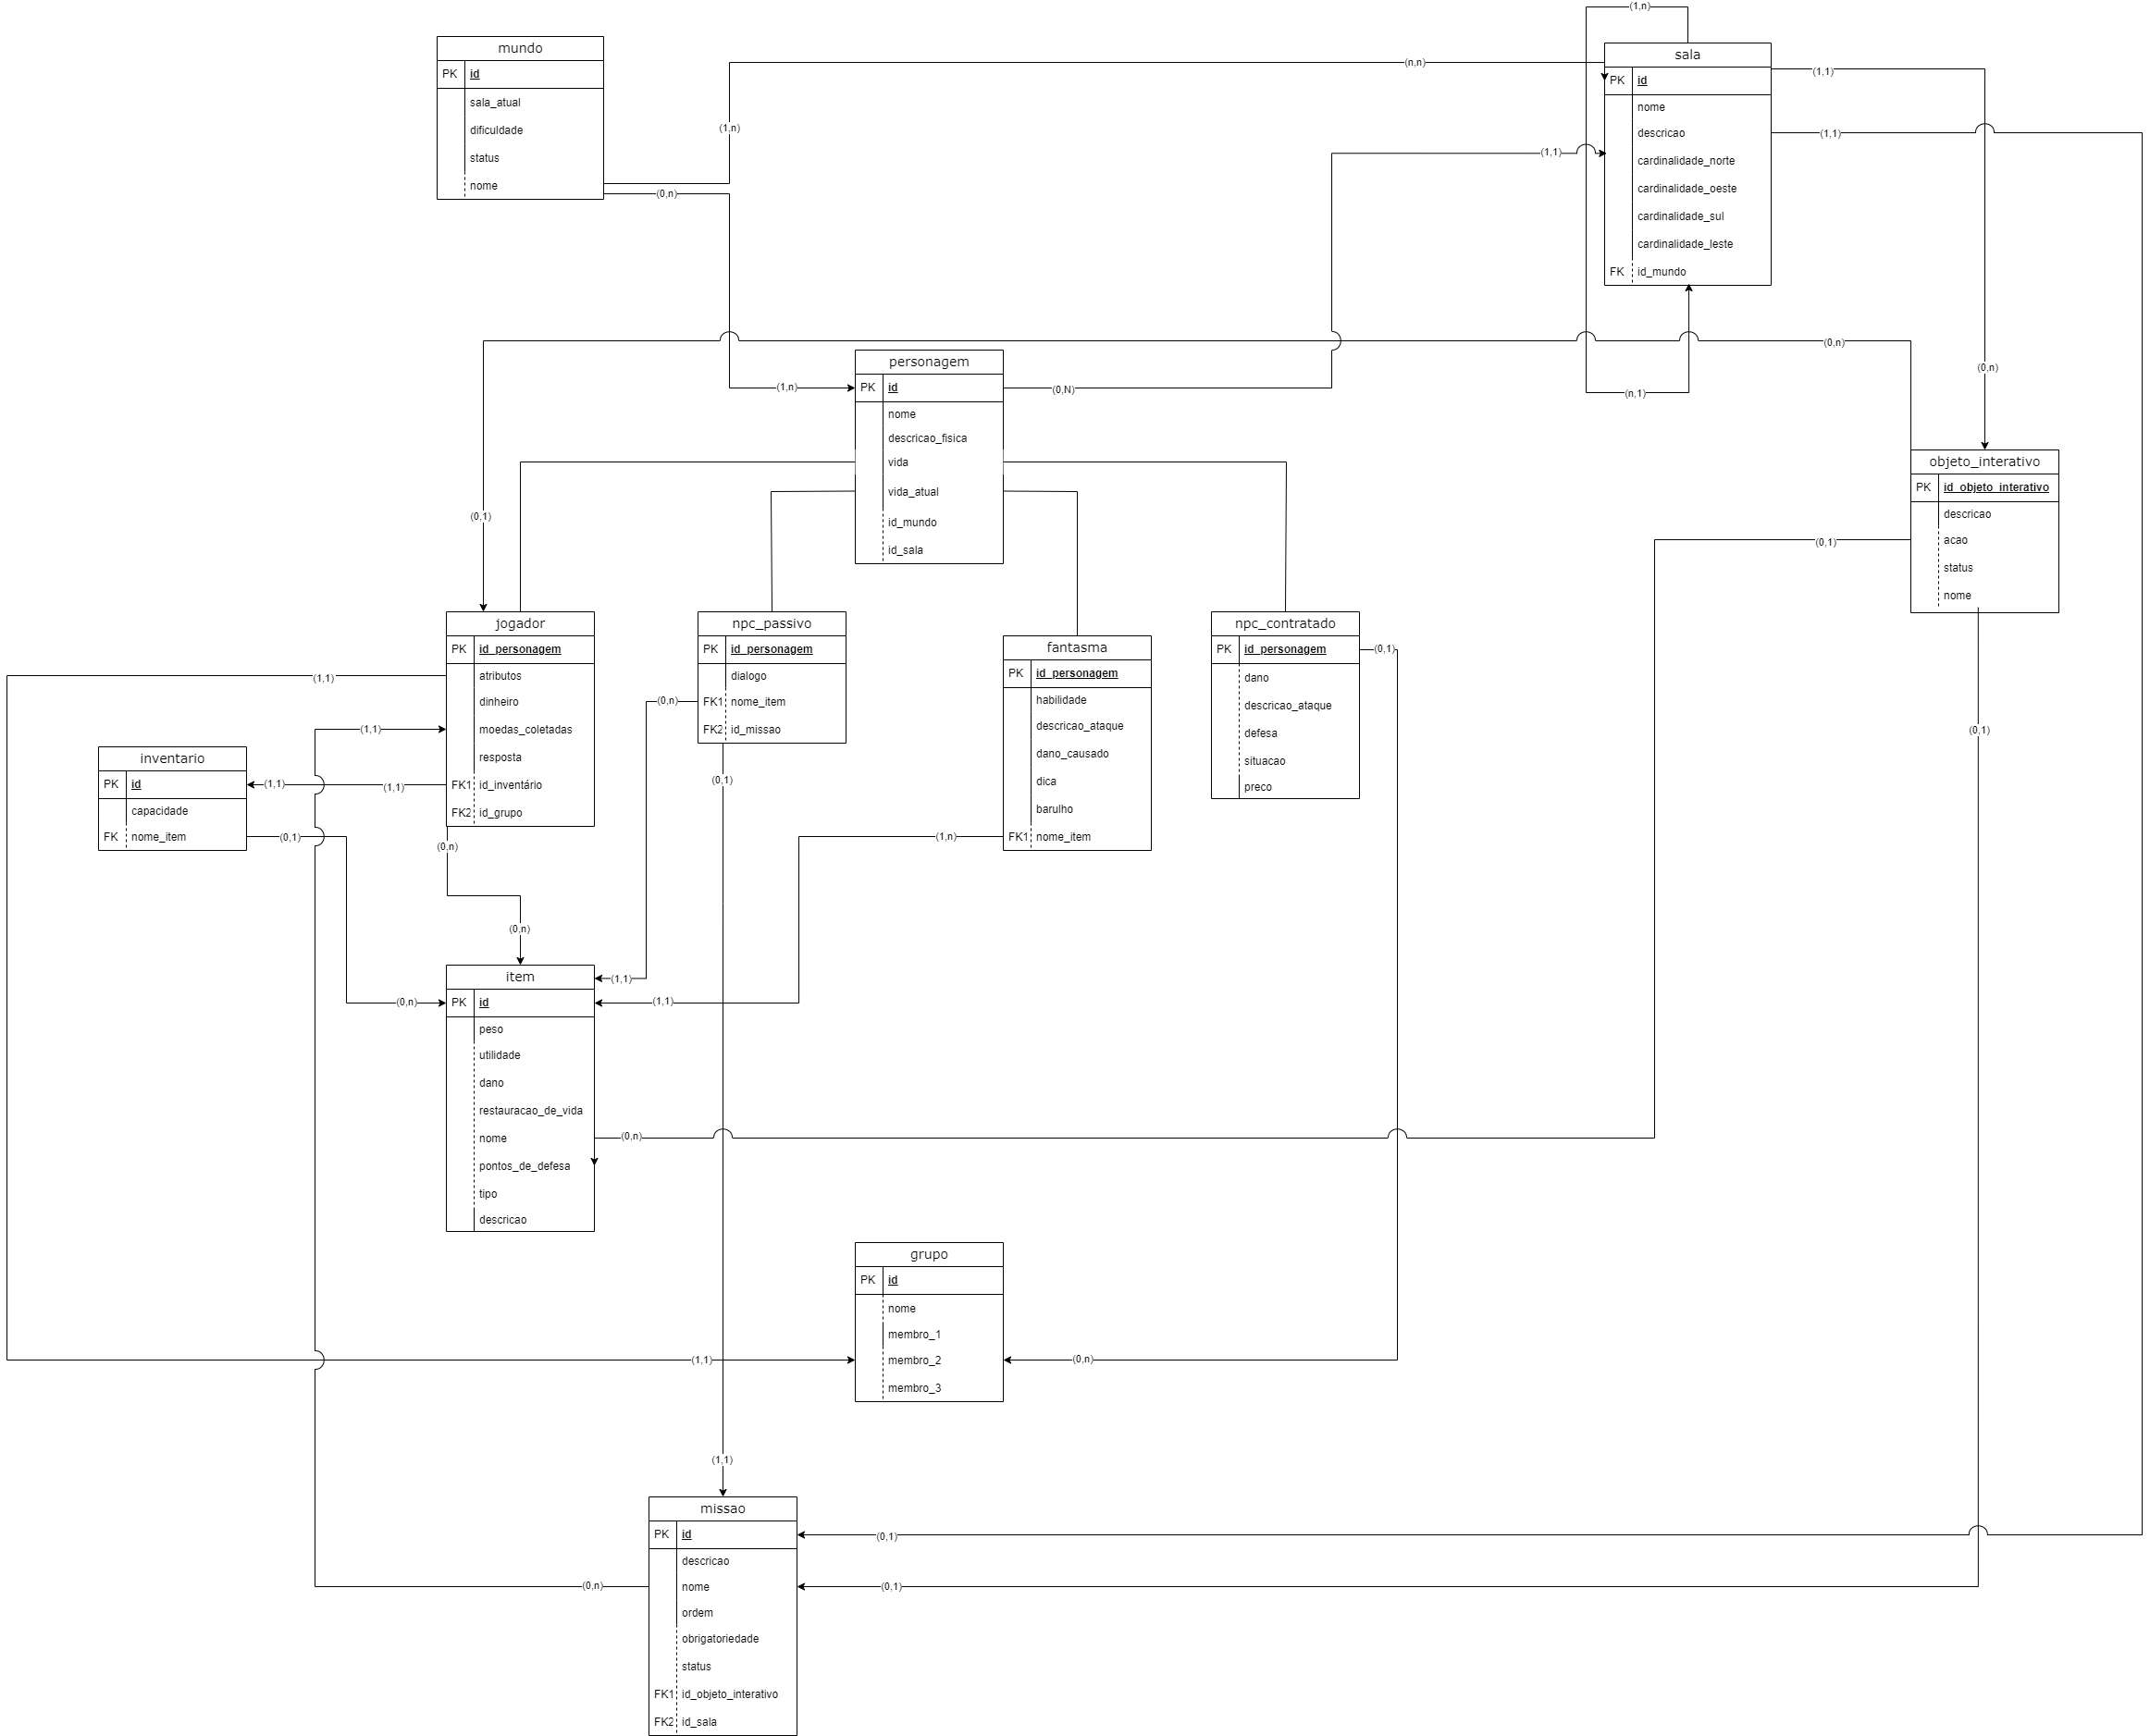 (1,n)
mundo
PK id
sala_atual
dificuldade
status
nome
sala
PK id
nome
descricao
cardinalidade_norte
cardinalidade_oeste
cardinalidade_sul
cardinalidade_leste
FK id_mundo
(n,n)
(1,1)
(1,n)
(1,1)
(1,1)
(0,n)
(0,n)
(0,n)
(1,n)
(0,N)
(n,1)
personagem
PK id
nome
descricao_fisica
vida
vida_atual
id_mundo
id_sala
objeto_interativo
PK id_objeto_interativo
descricao
acao
status
nome
(0,1)
(0,1)
jogador
PK id_personagem
atributos
dinheiro
moedas_coletadas
resposta
FK1 id_inventário
FK2 id_grupo
npc_passivo
PK id_personagem
dialogo
FK1 nome_item
FK2 id_missao
fantasma
PK id_personagem
habilidade
descricao_ataque
dano_causado
dica
barulho
FK1 nome_item
npc_contratado
PK id_personagem
dano
descricao_ataque
defesa
situacao
preco
(0,1)
(1,1)
(0,n)
(1,1)
(0,1)
inventario
PK id
capacidade
FK nome_item
(1,1)
(1,1)
(0,1)
(0,1)
(1,n)
(0,n)
(0,n)
(1,1)
(0,n)
(1,1)
item
PK id
peso
utilidade
dano
restauracao_de_vida
nome
pontos_de_defesa
tipo
descricao
(0,n)
grupo
PK id
nome
membro_1
membro_2
membro_3
(1,1)
(0,n)
(1,1)
missao
PK id
descricao
nome
ordem
obrigatoriedade
status
FK1 id_objeto_interativo
FK2 id_sala
(0,1)
(0,n)
(0,1)